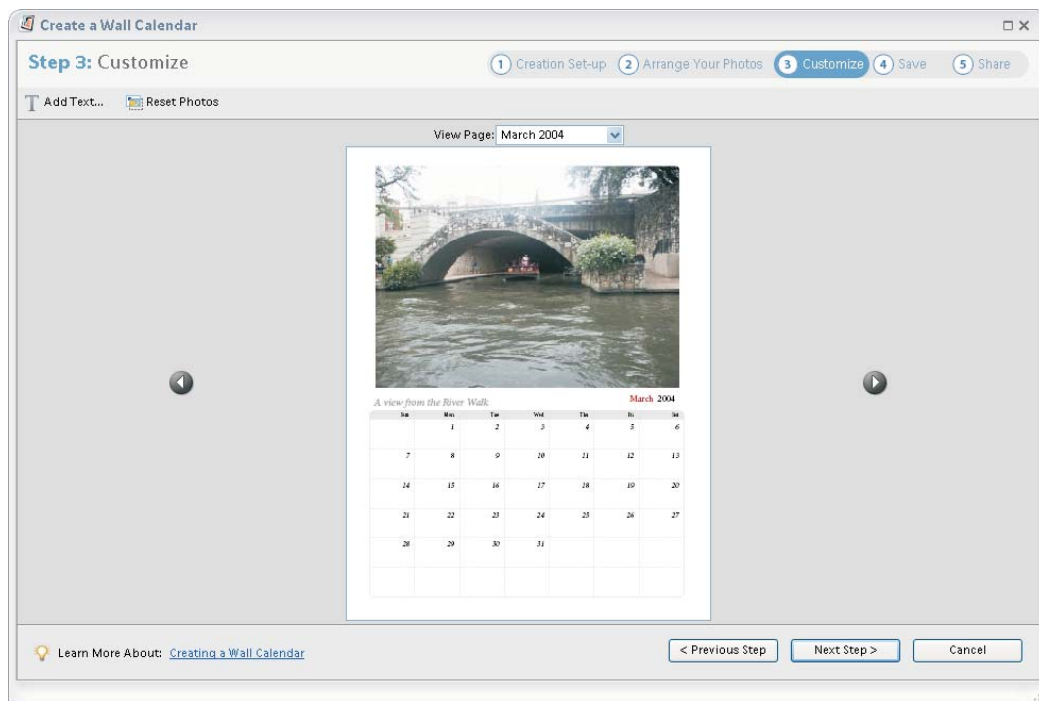 Create a Wall Calendar
Step 3: Customize
1 Creation Set-up 2 Arrange Your Photos 3 Customize 4 Save 5 Share
Add Text... Reset Photos
View Page: March 2004
A view from the River Walk
March 2004
Sun Mon Tue Wed Thu Fri Sat
1 2 3 4 5 6
7 8 9 10 11 12 13
14 15 16 17 18 19 20
21 22 23 24 25 26 27
28 29 30 31
Learn More About: Creating a Wall Calendar
< Previous Step Next Step > Cancel